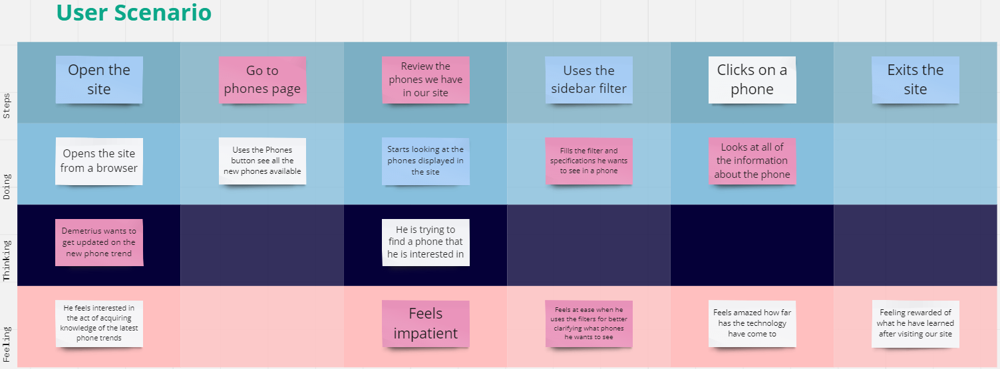 User Scenario
Steps
Open the
site
Go to
phones page
Review the
phones we have
in our site
Uses the
sidebar filter
Clicks on a
phone
Exits the
site
Doing
Opens the site
from a browser
Uses the Phones
button see all the
new phones available
Starts looking at the
phones displayed in
the site
Fills the filter and
specifications he wants
to see in a phone
Looks at all of
the information
about the phone
Thinking
Demetrius wants to
get updated on the
new phone trend
He is trying to
find a phone that
he is interested in
Feeling
He feels interested in
the act of acquiring
knowledge of the latest
phone trends
Feels
impatient
Feels at ease when he
uses the filters for better
clarifying what phones
he wants to see
Feels amazed how far
has the technology
have come to
Feeling rewarded of
what he have learned
after visiting our site